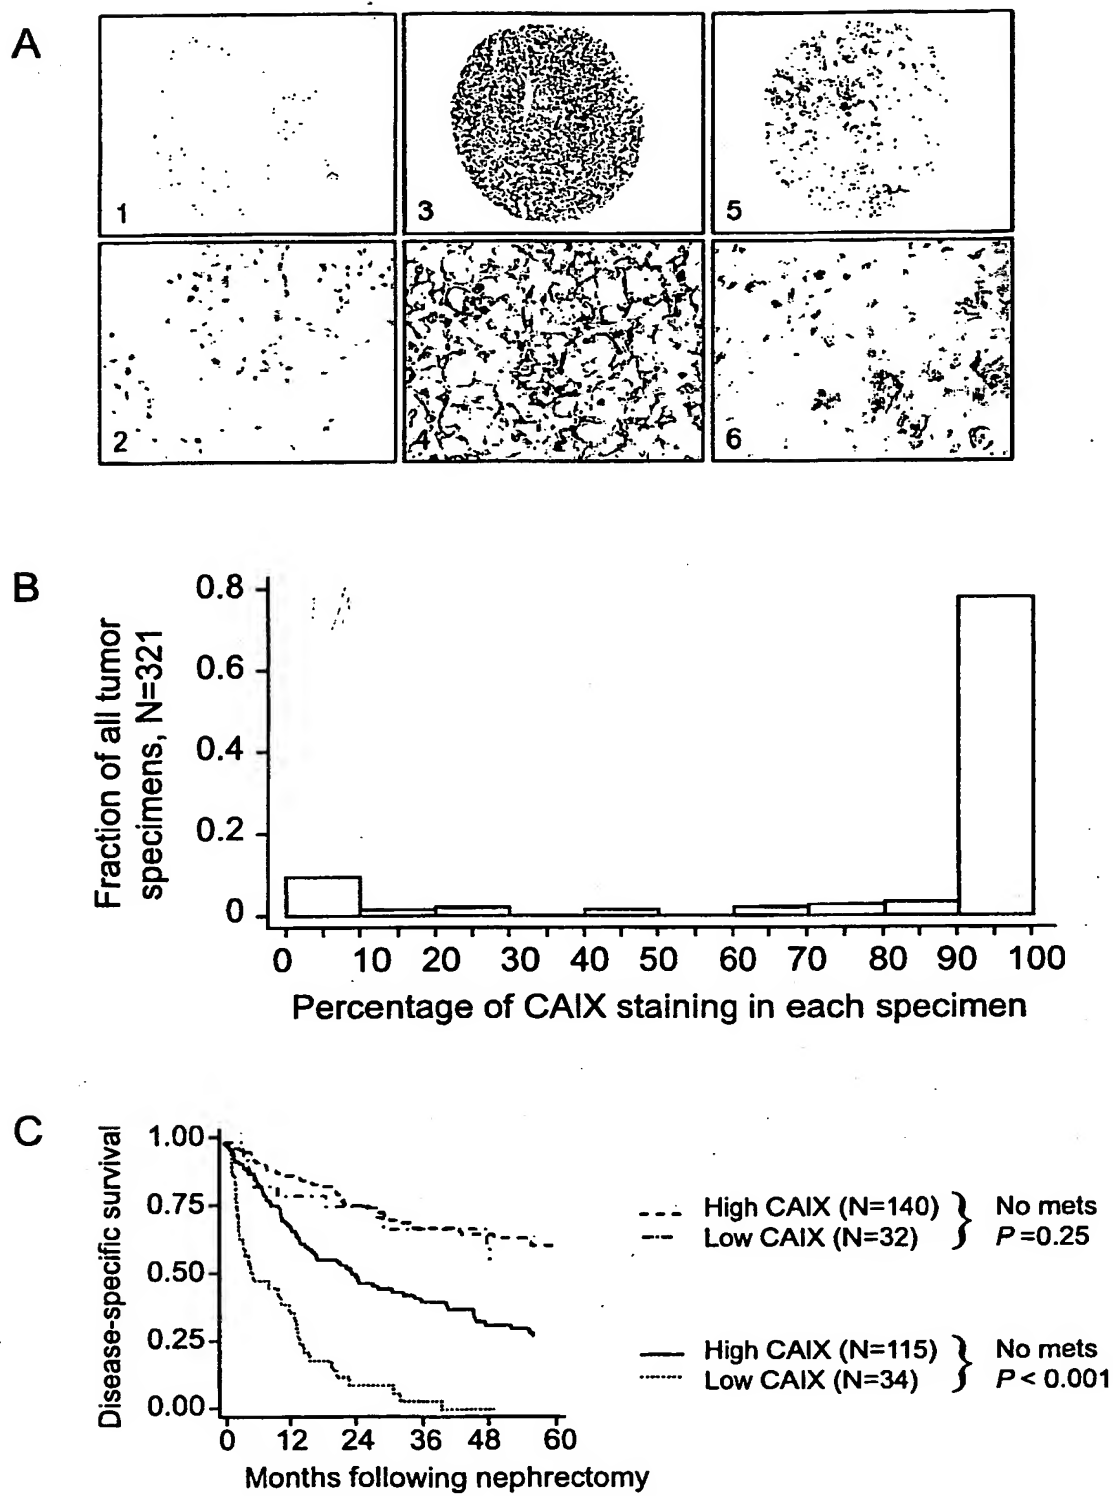 A
1
3
5
2
4
6
B
Fraction of all tumor
specimens, N=321
0.8
0.6
0.4
0.2
0
0 10 20 30 40 50 60 70 80 90 100
Percentage of CAIX staining in each specimen
C
Disease-specific survival
1.00
0.75
0.50
0.25
0.00
0 12 24 36 48 60
Months following nephrectomy
High CAIX (N=140) } No mets
Low CAIX (N=32) P=0.25
High CAIX (N=115) } No mets
Low CAIX (N=34) P < 0.001